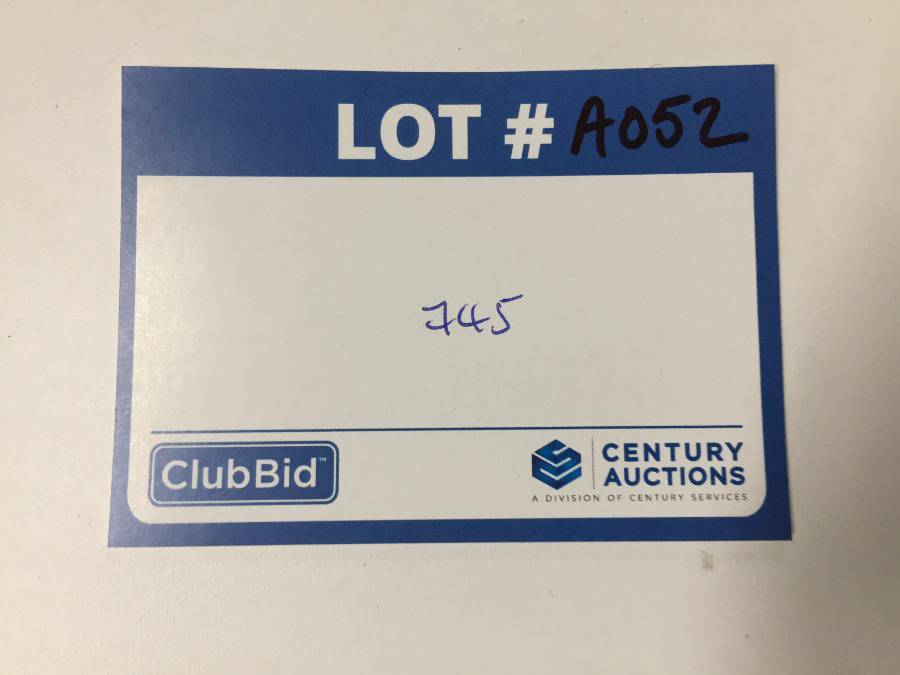 LOT # A052
745
ClubBid™
CENTURY
AUCTIONS
A DIVISION OF CENTURY SERVICES